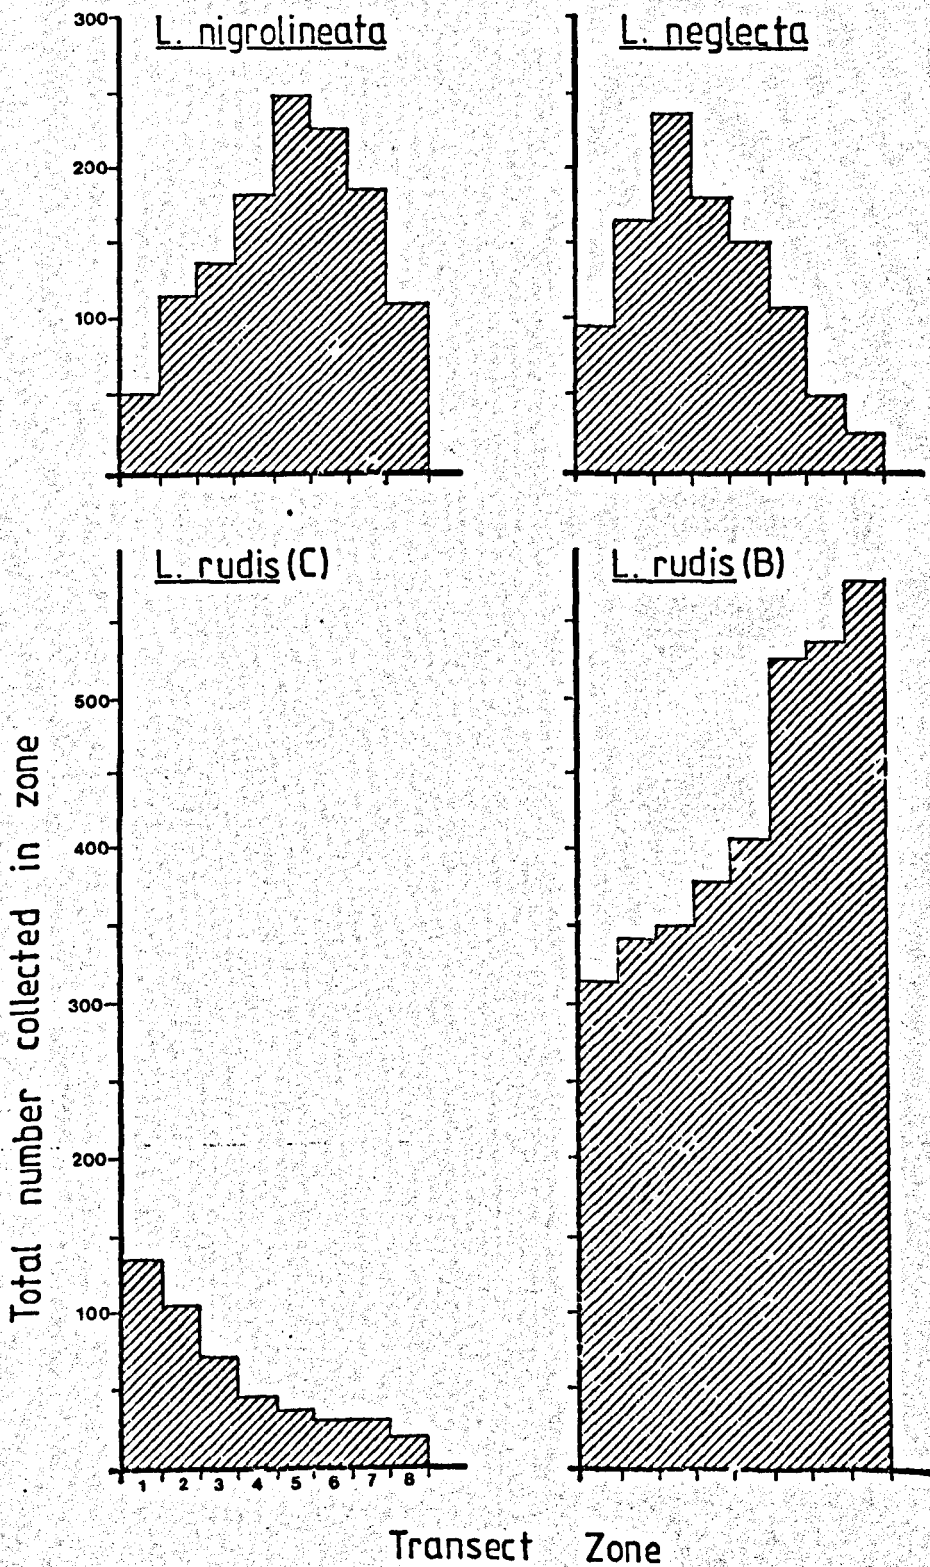 L. nigrolineata
L. neglecta
300
200
100
L. rudis (C)
L. rudis (B)
500
400
300
200
100
1 2 3 4 5 6 7 8
Total number collected in zone
Transect Zone